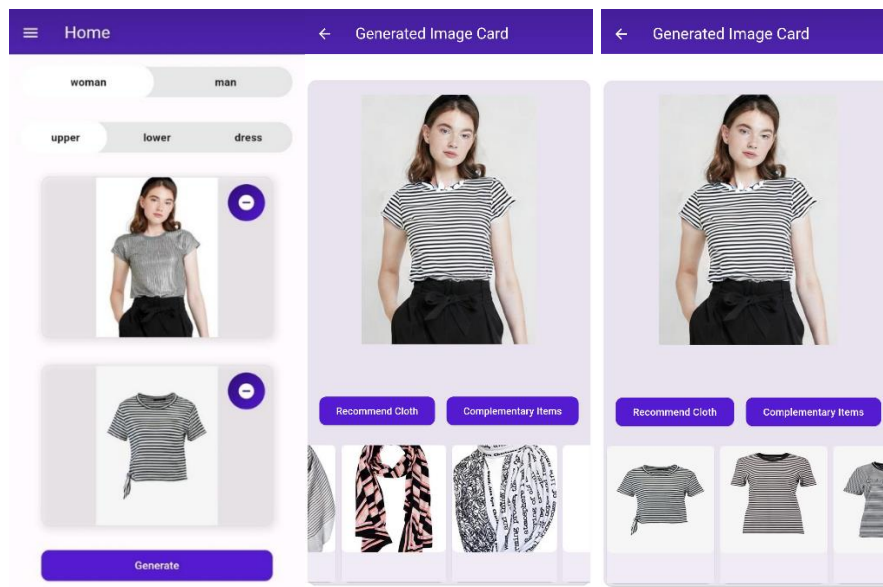 Home
woman man
upper lower dress
Generate
Generated Image Card
Recommend Cloth Complementary Items
Generated Image Card
Recommend Cloth Complementary Items